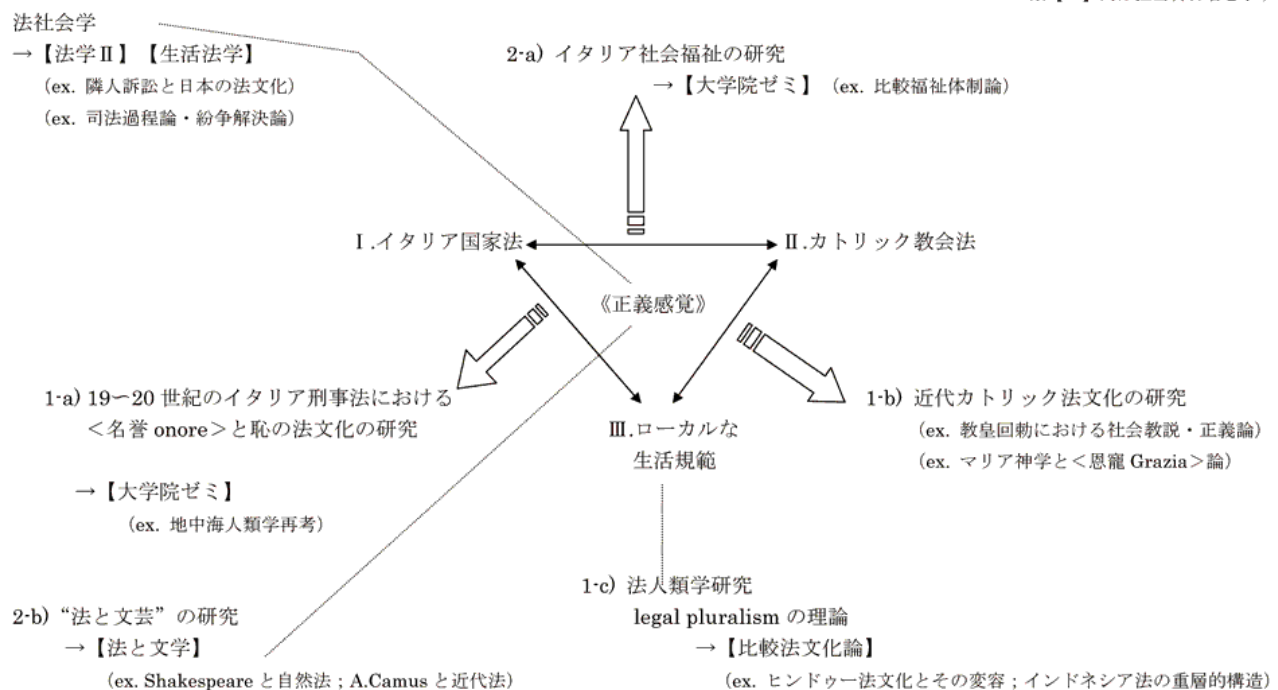 法社会学
→【法学Ⅱ】【生活法学】
(ex. 隣人訴訟と日本の法文化)
(ex. 司法過程論・紛争解決論)
2-a) イタリア社会福祉の研究
→【大学院ゼミ】(ex. 比較福祉体制論)
Ⅰ.イタリア国家法
Ⅱ.カトリック教会法
《正義感覚》
1-a) 19〜20 世紀のイタリア刑事法における
＜名誉 onore＞と恥の法文化の研究
→【大学院ゼミ】
(ex. 地中海人類学再考)
Ⅲ.ローカルな
生活規範
1-b) 近代カトリック法文化の研究
(ex. 教皇回勅における社会教説・正義論)
(ex. マリア神学と＜恩寵 Grazia＞論)
2-b) “法と文芸”の研究
→【法と文学】
(ex. Shakespeare と自然法 ; A.Camus と近代法)
1-c) 法人類学研究
legal pluralism の理論
→【比較法文化論】
(ex. ヒンドゥー法文化とその変容 ; インドネシア法の重層的構造)